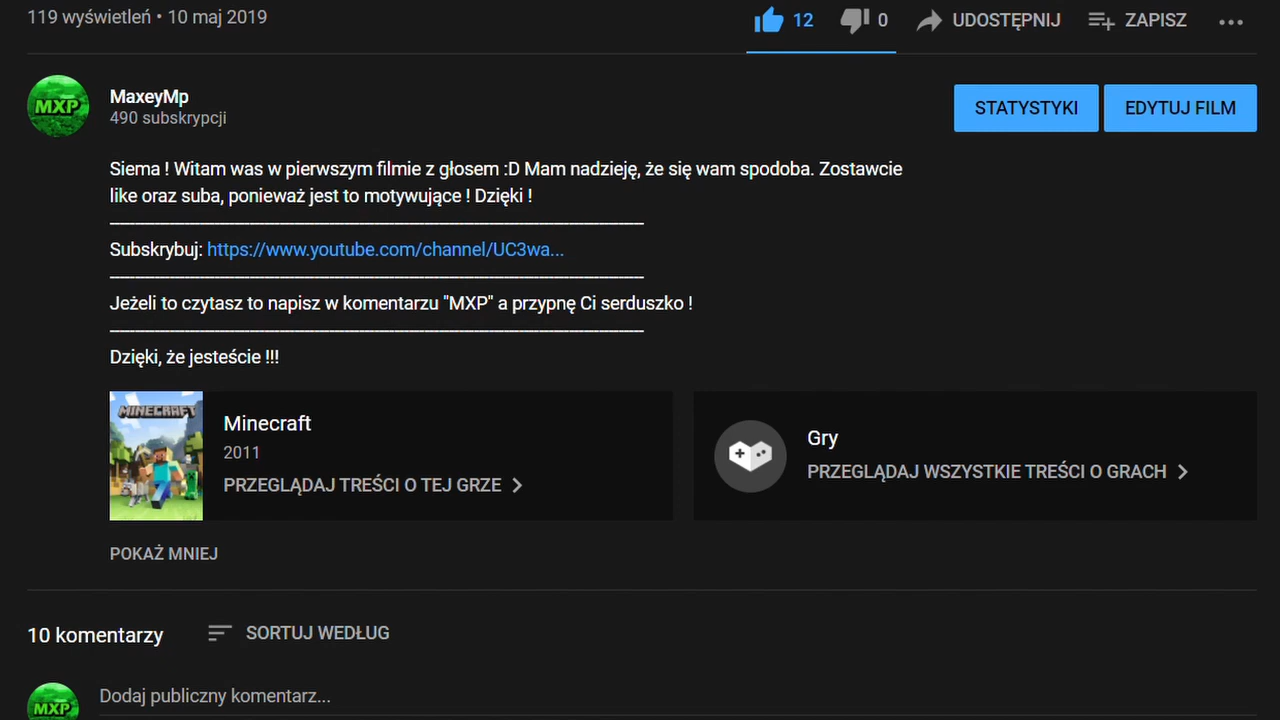 119 wyświetleń • 10 maj 2019
12
0
UDOSTĘPNIJ
ZAPISZ
MXP
MaxeyMp
490 subskrypcji
STATYSTYKI
EDYTUJ FILM
Siema ! Witam was w pierwszym filmie z głosem :D Mam nadzieję, że się wam spodoba. Zostawcie
like oraz suba, ponieważ jest to motywujące ! Dzięki !
Subskrybuj: https://www.youtube.com/channel/UC3wa...
Jeżeli to czytasz to napisz w komentarzu "MXP" a przypnę Ci serduszko !
Dzięki, że jesteście !!!
MINECRAFT
Minecraft
2011
PRZEGLĄDAJ TREŚCI O TEJ GRZE
Gry
PRZEGLĄDAJ WSZYSTKIE TREŚCI O GRACH
POKAŻ MNIEJ
10 komentarzy
SORTUJ WEDŁUG
MXP
Dodaj publiczny komentarz...